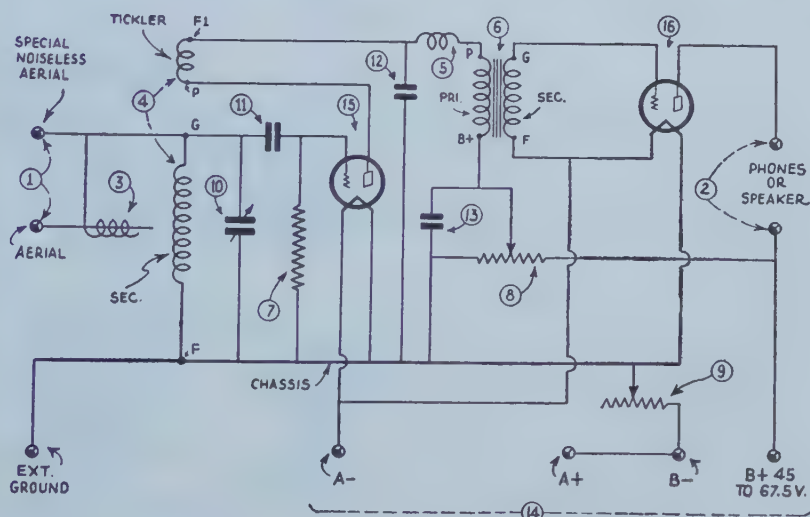 TICKLER
F1
P
SPECIAL
NOISELESS
AERIAL
3
4
1
AERIAL
SEC.
G
F
11
10
7
15
12
5
P
6
G
PRI.
SEC.
B+
F
13
8
16
2
PHONES
OR
SPEAKER
9
CHASSIS
EXT.
GROUND
A-
A+
B-
B+ 45
TO 67.5 V.
14